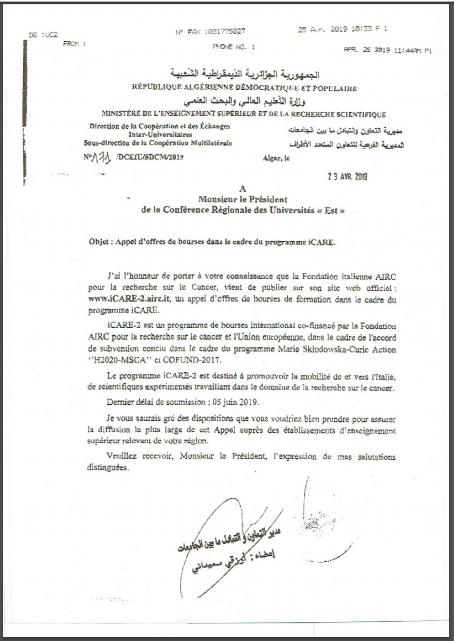 DE :UC2
N° FAX :031775027
25 Avr. 2019 10:33 P 1
FROM :
PHONE NO. :
APR. 25 2019 11:44AM P1
الجمهورية الجزائرية الديمقراطية الشعبية
RÉPUBLIQUE ALGÉRIENNE DÉMOCRATIQUE ET POPULAIRE
وزارة التعليم العالي والبحث العلمي
MINISTÈRE DE L'ENSEIGNEMENT SUPÉRIEUR ET DE LA RECHERCHE SCIENTIFIQUE
Direction de la Coopération et des Échanges
Inter-Universitaires
Sous-direction de la Coopération Multilatérale
مديرية التعاون والتبادل ما بين الجامعات
المديرية الفرعية للتعاون المتعدد الأطراف
N° /DCEIU/SDCM/2019
Alger, le
23 AVR 2019
A
Monsieur le Président
de la Conférence Régionale des Universités « Est »
Objet : Appel d'offres de bourses dans le cadre du programme iCARE.
J'ai l'honneur de porter à votre connaissance que la Fondation italienne AIRC
pour la recherche sur le Cancer, vient de publier sur son site web officiel :
www.iCARE-2.airc.it, un appel d'offres de bourses de formation dans le cadre du
programme iCARE.
iCARE-2 est un programme de bourses international co-financé par la Fondation
AIRC pour la recherche sur le cancer et l'Union européenne, dans le cadre de l'accord
de subvention conclu dans le cadre du programme Marie Skłodowska-Curie Action
"H2020-MSCA" et COFUND-2017.
Le programme iCARE-2 est destiné à promouvoir la mobilité de et vers l'Italie,
de scientifiques expérimentés travaillant dans le domaine de la recherche sur le cancer.
Dernier délai de soumission : 05 juin 2019.
Je vous saurais gré des dispositions que vous voudriez bien prendre pour assurer
la diffusion la plus large de cet Appel auprès des établissements d'enseignement
supérieur relevant de votre région.
Veuillez recevoir, Monsieur le Président, l'expression de mes salutations
distinguées.
مدير التعاون و التبادل ما بين الجامعات
إمضاء : أرزقي سعيداني